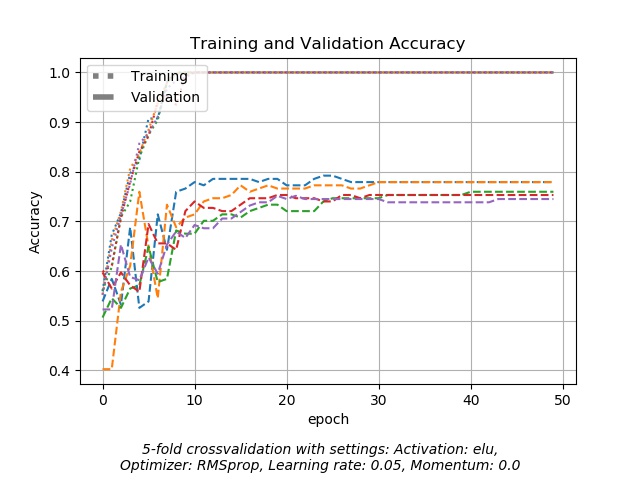 Training and Validation Accuracy
Training
Validation
1.0
0.9
0.8
0.7
0.6
0.5
0.4
Accuracy
0
10
20
30
40
50
epoch
5-fold crossvalidation with settings: Activation: elu,
Optimizer: RMSprop, Learning rate: 0.05, Momentum: 0.0